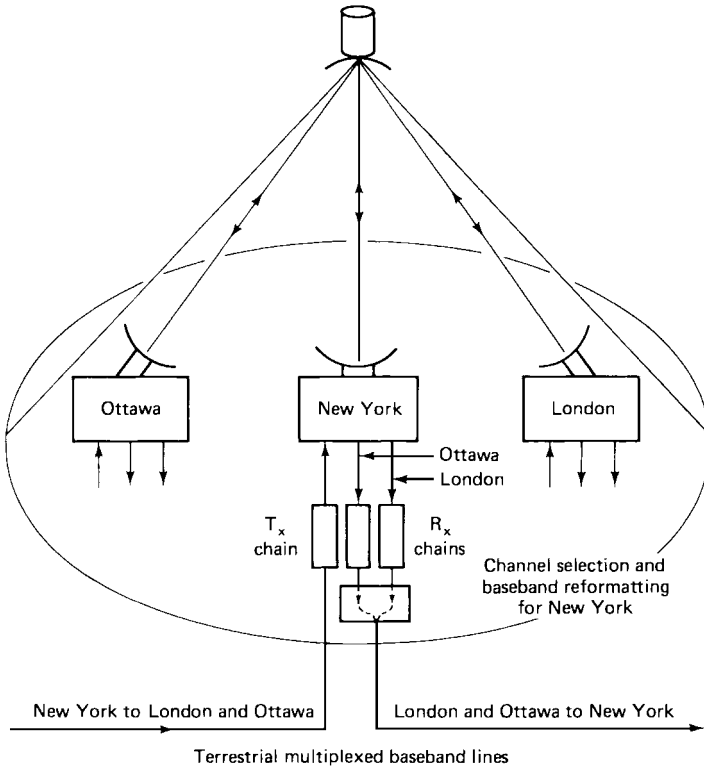 Ottawa
New York
London
Ottawa
London
Tx
chain
Rx
chains
Channel selection and
baseband reformatting
for New York
New York to London and Ottawa
London and Ottawa to New York
Terrestrial multiplexed baseband lines